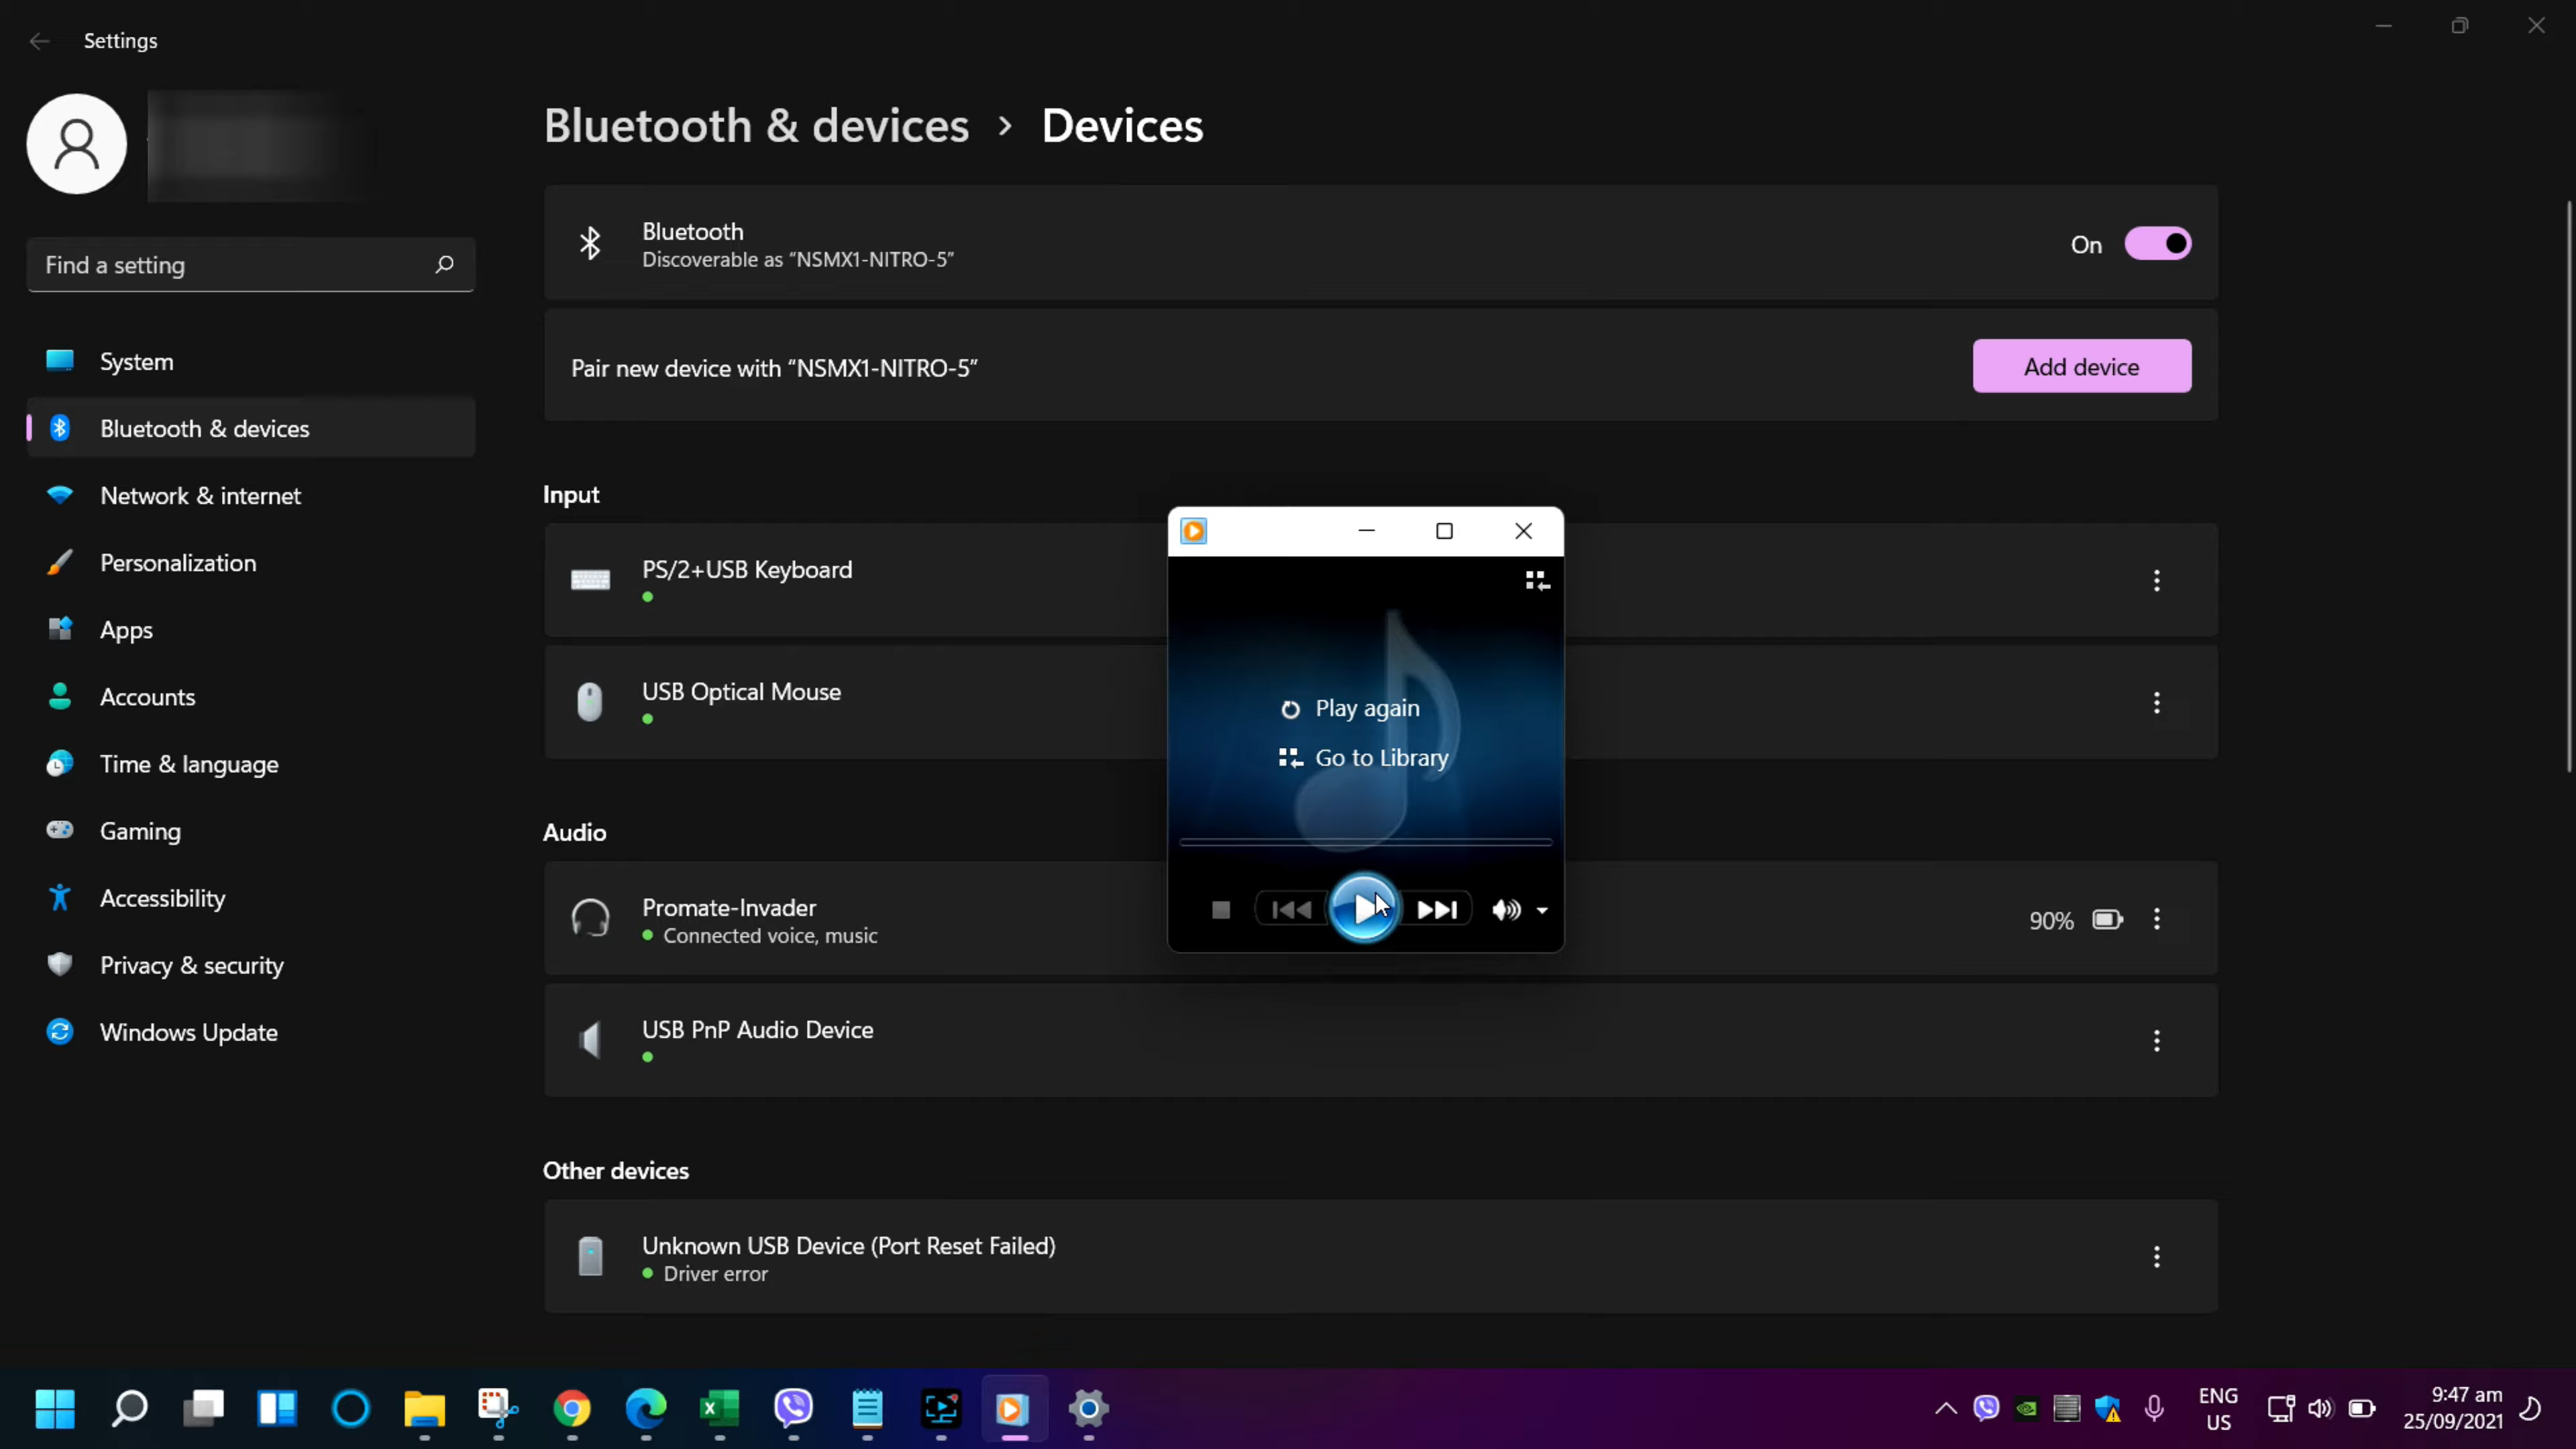 Settings
Find a setting
System
Bluetooth & devices
Network & internet
Personalization
Apps
Accounts
Time & language
Gaming
Accessibility
Privacy & security
Windows Update
Bluetooth & devices › Devices
Bluetooth
Discoverable as “NSMX1-NITRO-5”
On
Pair new device with “NSMX1-NITRO-5”
Add device
Input
PS/2+USB Keyboard
USB Optical Mouse
Audio
Promate-Invader
Connected voice, music
90%
USB PnP Audio Device
Other devices
Unknown USB Device (Port Reset Failed)
Driver error
Play again
Go to Library
ENG
US
9:47 am
25/09/2021